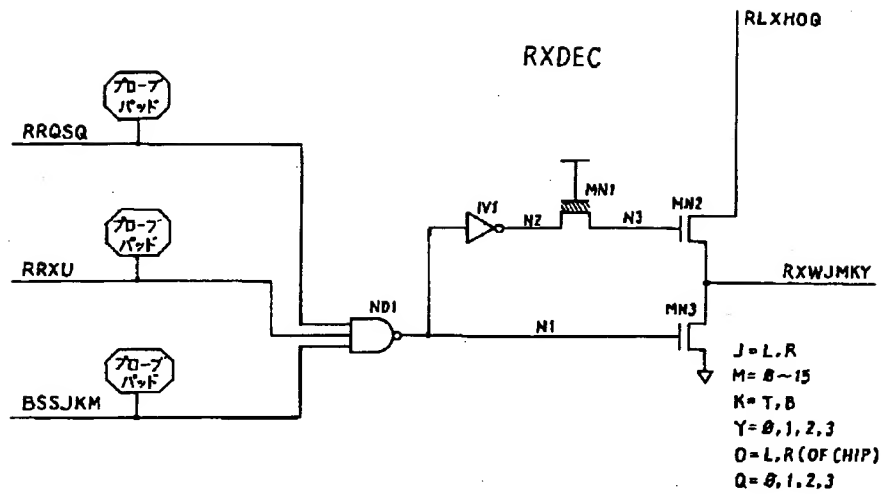 RLXHOQ
RXDEC
プローブ
パッド
RRQSQ
MN1
MN2
IV1
N2
N3
プローブ
パッド
RRXU
RXWJMKY
ND1
MN3
N1
プローブ
パッド
BSSJKM
J=L,R
M=0~15
K=T,B
Y=0,1,2,3
O=L,R(OF CHIP)
Q=0,1,2,3